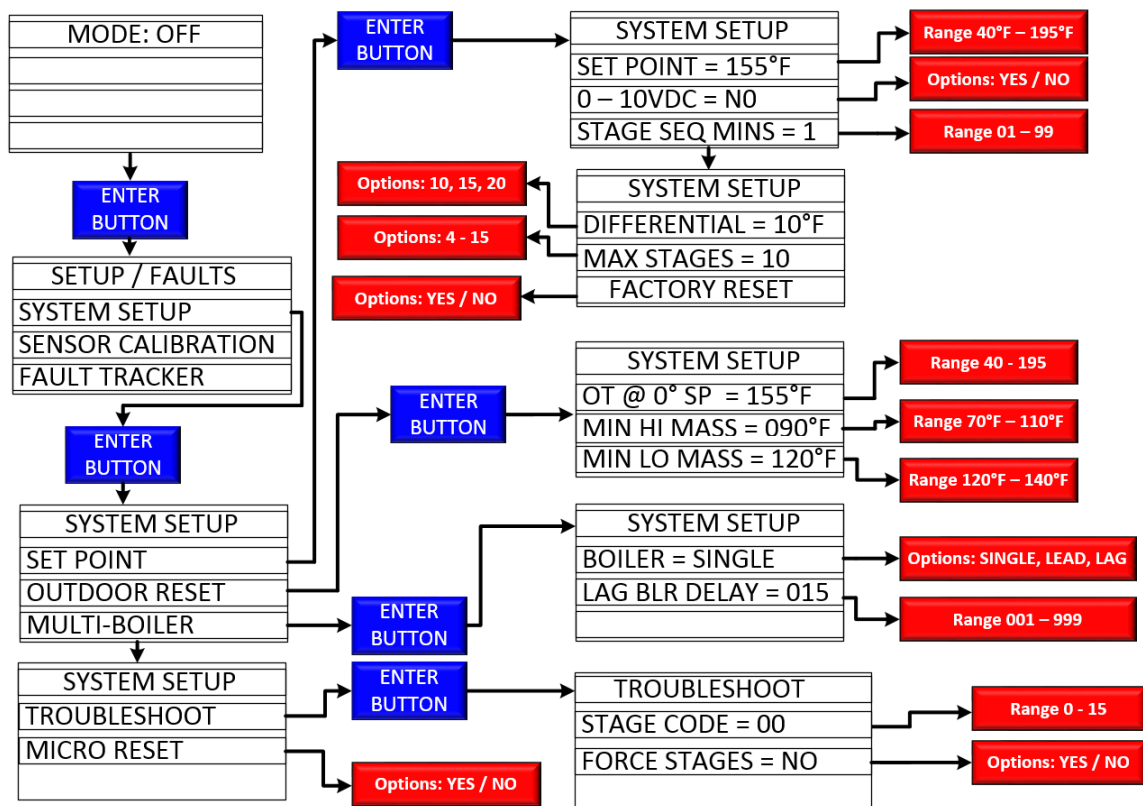 MODE: OFF
ENTER
BUTTON
SETUP / FAULTS
SYSTEM SETUP
SENSOR CALIBRATION
FAULT TRACKER
ENTER
BUTTON
SYSTEM SETUP
SET POINT
OUTDOOR RESET
MULTI-BOILER
SYSTEM SETUP
TROUBLESHOOT
MICRO RESET
Options: YES / NO
ENTER
BUTTON
SYSTEM SETUP
SET POINT = 155°F
0 – 10VDC = N0
STAGE SEQ MINS = 1
Range 40°F – 195°F
Options: YES / NO
Range 01 – 99
SYSTEM SETUP
DIFFERENTIAL = 10°F
MAX STAGES = 10
FACTORY RESET
Options: 10, 15, 20
Options: 4 - 15
Options: YES / NO
ENTER
BUTTON
SYSTEM SETUP
OT @ 0° SP = 155°F
MIN HI MASS = 090°F
MIN LO MASS = 120°F
Range 40 - 195
Range 70°F – 110°F
Range 120°F – 140°F
ENTER
BUTTON
SYSTEM SETUP
BOILER = SINGLE
LAG BLR DELAY = 015
Options: SINGLE, LEAD, LAG
Range 001 – 999
ENTER
BUTTON
TROUBLESHOOT
STAGE CODE = 00
FORCE STAGES = NO
Range 0 - 15
Options: YES / NO